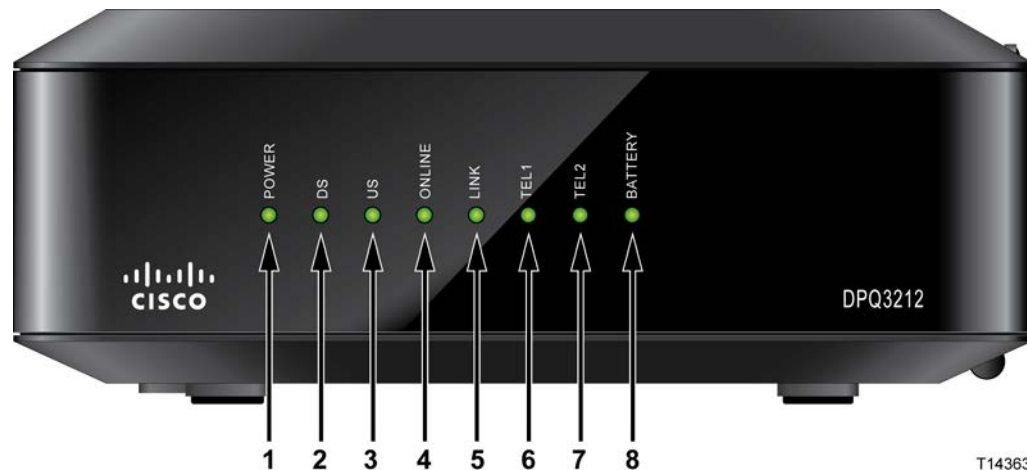 POWER DS US ONLINE LINK TEL1 TEL2 BATTERY
CISCO
DPQ3212
1 2 3 4 5 6 7 8
T14363